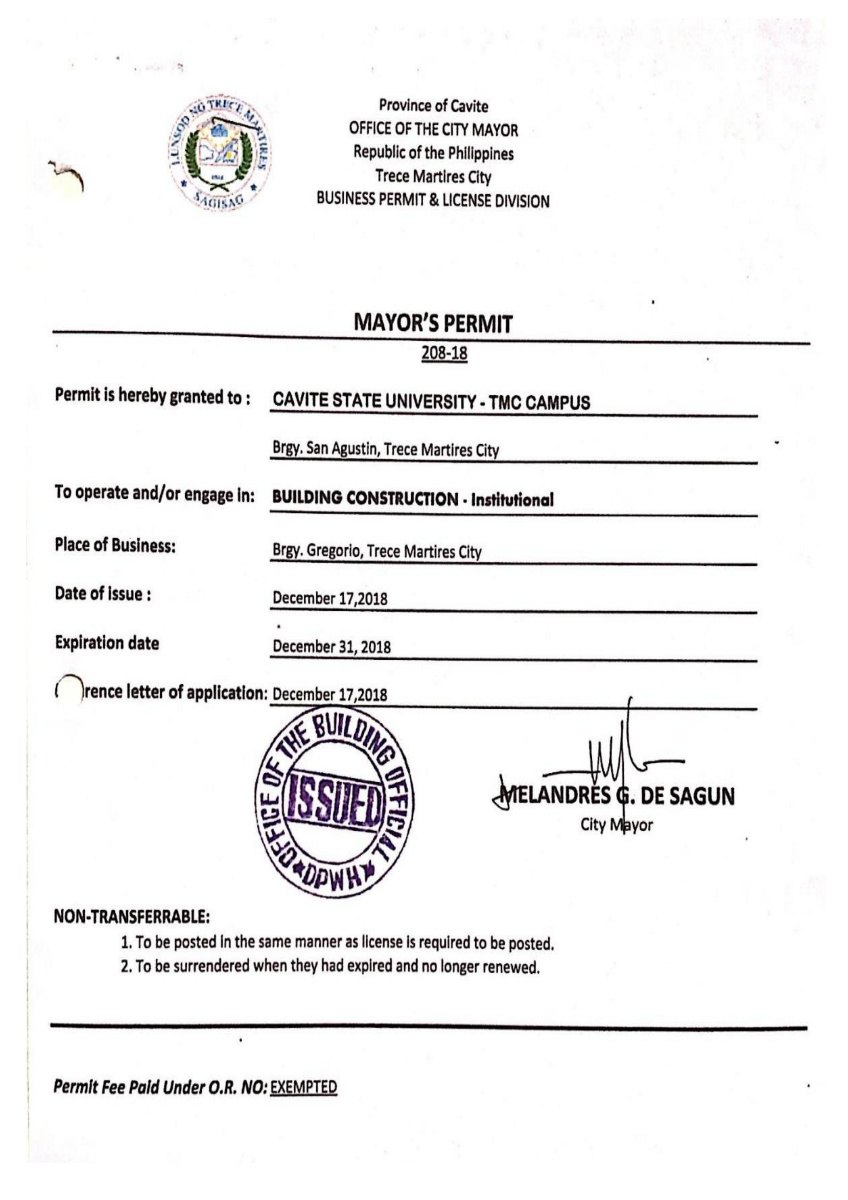 LUNGSOD NG TRECE MARTIRES
SAGISAG
Province of Cavite
OFFICE OF THE CITY MAYOR
Republic of the Philippines
Trece Martires City
BUSINESS PERMIT & LICENSE DIVISION
MAYOR'S PERMIT
208-18
Permit is hereby granted to : CAVITE STATE UNIVERSITY - TMC CAMPUS
Brgy. San Agustin, Trece Martires City
To operate and/or engage in: BUILDING CONSTRUCTION - Institutional
Place of Business: Brgy. Gregorio, Trece Martires City
Date of issue : December 17,2018
Expiration date December 31, 2018
rence letter of application: December 17,2018
OFFICE OF THE BUILDING OFFICIAL
ISSUED
DPWH
MELANDRES G. DE SAGUN
City Mayor
NON-TRANSFERRABLE:
1. To be posted in the same manner as license is required to be posted.
2. To be surrendered when they had expired and no longer renewed.
Permit Fee Paid Under O.R. NO: EXEMPTED